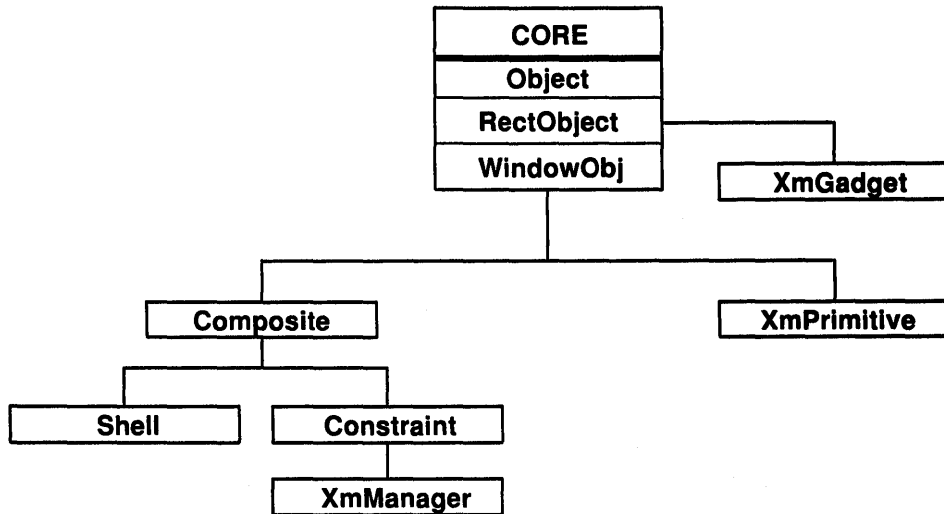 CORE
Object
RectObject
WindowObj
XmGadget
Composite
XmPrimitive
Shell
Constraint
XmManager